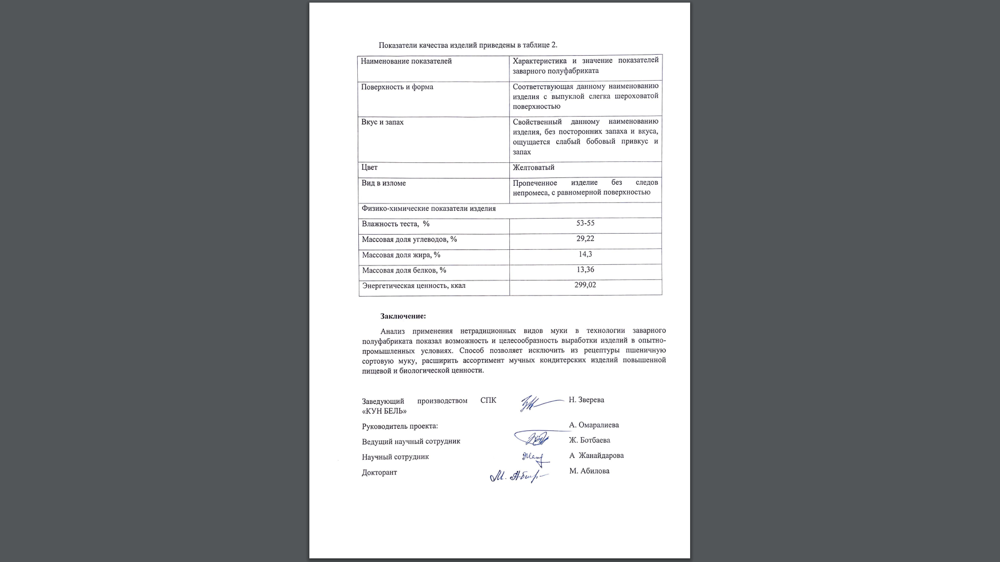 Показатели качества изделий приведены в таблице 2.
Наименование показателей
Характеристика и значение показателей
заварного полуфабриката
Поверхность и форма
Соответствующая данному наименованию
изделия с выпуклой слегка шероховатой
поверхностью
Вкус и запах
Свойственный данному наименованию
изделия, без посторонних запаха и вкуса,
ощущается слабый бобовый привкус и
запах
Цвет
Желтоватый
Вид в изломе
Пропеченное изделие без следов
непромеса, с равномерной поверхностью
Физико-химические показатели изделия
Влажность теста, %
53-55
Массовая доля углеводов, %
29,22
Массовая доля жира, %
14,3
Массовая доля белков, %
13,36
Энергетическая ценность, ккал
299,02
Заключение:
Анализ применения нетрадиционных видов муки в технологии заварного
полуфабриката показал возможность и целесообразность выработки изделий в опытно-
промышленных условиях. Способ позволяет исключить из рецептуры пшеничную
сортовую муку, расширить ассортимент мучных кондитерских изделий повышенной
пищевой и биологической ценности.
Заведующий производством СПК
«КУН БЕЛЬ»
Н. Зверева
Руководитель проекта:
А. Омаралиева
Ведущий научный сотрудник
Ж. Ботбаева
Научный сотрудник
А Жанайдарова
Докторант
М. Абилова